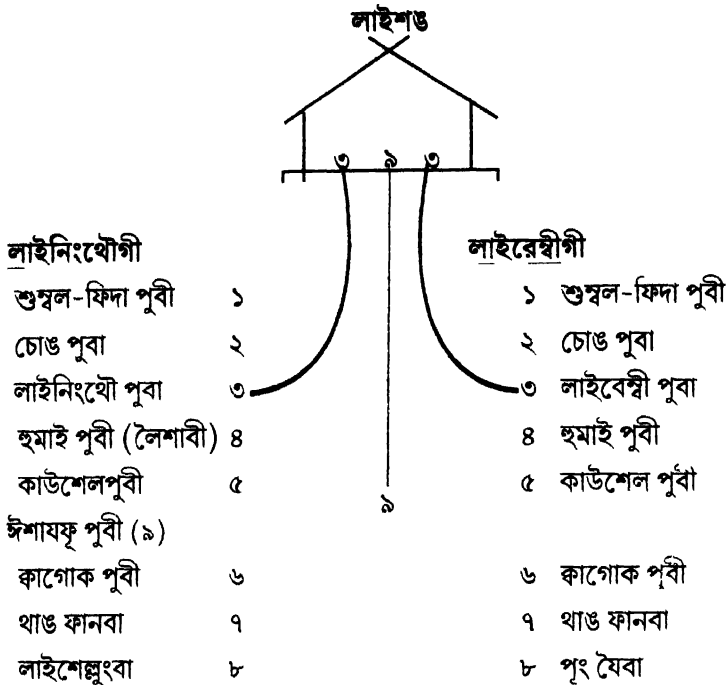 লাইশঙ
৩ ৯ ৩
লাইনিংথৌগী লাইরেম্বীগী
শুম্বল-ফিদা পুবী ১ ১ শুম্বল-ফিদা পুবী
চোঙ পুবা ২ ২ চোঙ পুবা
লাইনিংথৌ পুবা ৩ ৩ লাইবেম্বী পুবা
হুমাই পুবী (লৈশাবী) ৪ ৪ হুমাই পুবী
কাউশেলপুবী ৫ ৫ কাউশেল পুবী
৯
ঈশাযফূ পুবী (৯)
ক্বাগোক পুবী ৬ ৬ ক্বাগোক পুবী
থাঙ ফানবা ৭ ৭ থাঙ ফানবা
লাইশেল্লুংবা ৮ ৮ পুং যৈবা